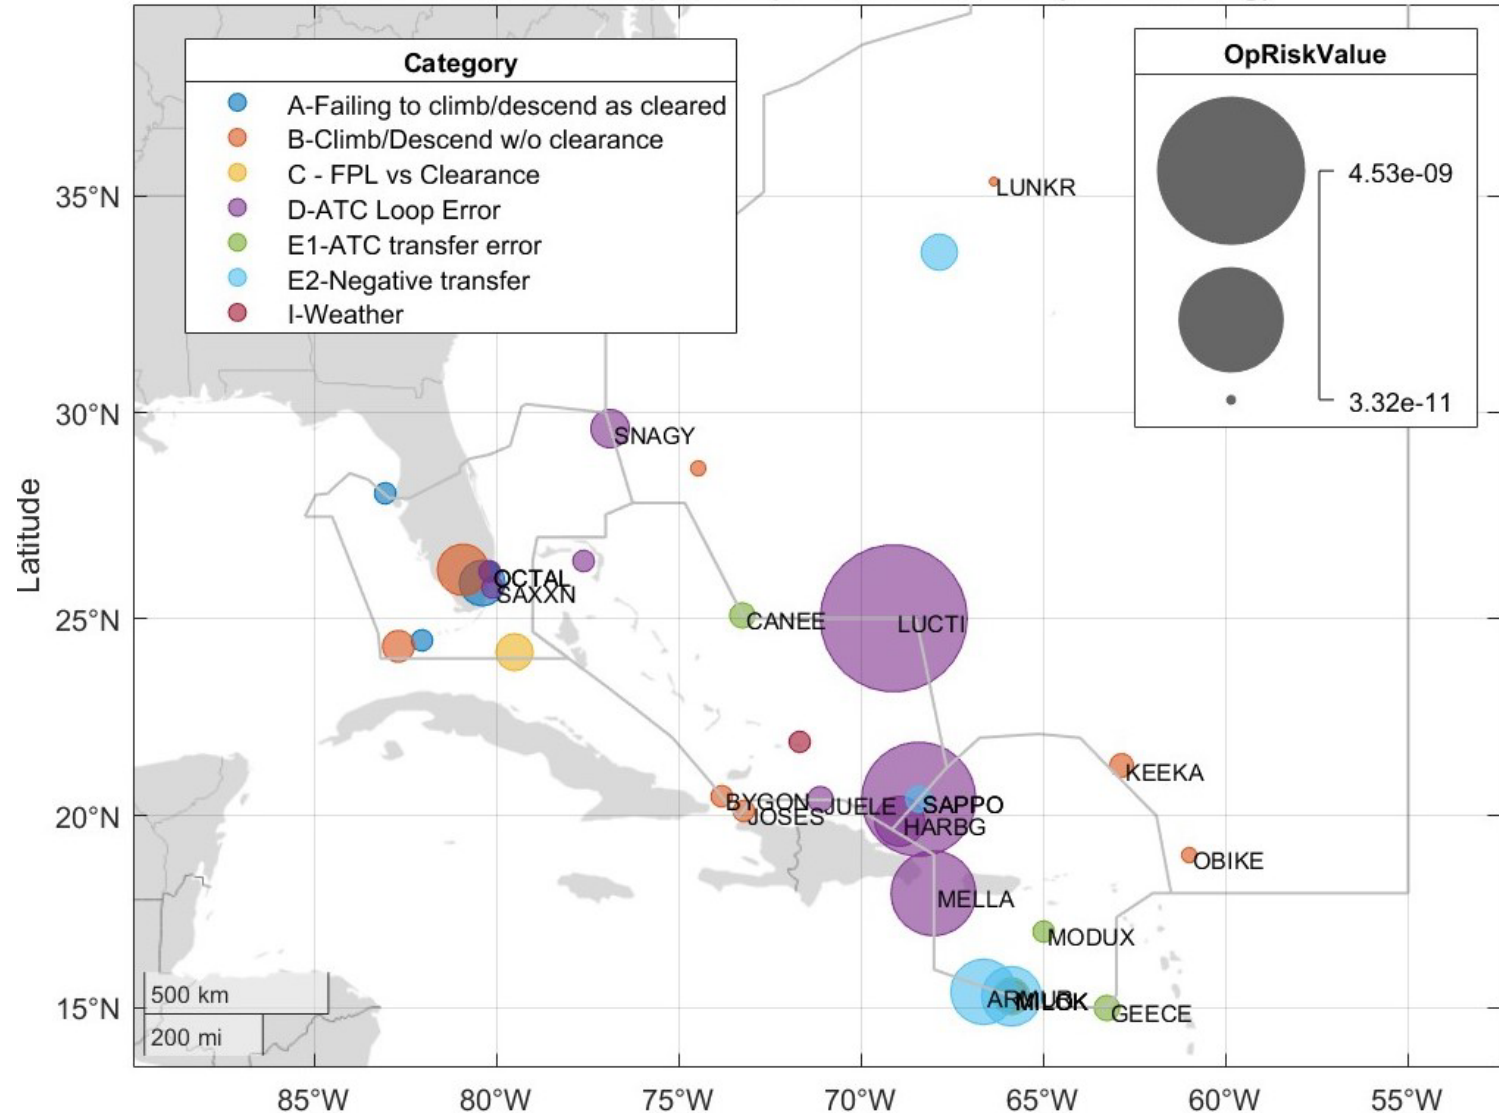 Category
A-Failing to climb/descend as cleared
B-Climb/Descend w/o clearance
C - FPL vs Clearance
D-ATC Loop Error
E1-ATC transfer error
E2-Negative transfer
I-Weather
OpRiskValue
4.53e-09
3.32e-11
Latitude
35°N
30°N
25°N
20°N
15°N
LUNKR
SNAGY
OCTAL
SAXXN
CANEE
LUCTI
KEEKA
BYGON
JOSES
JUELE
SAPPO
HARBG
OBIKE
MELLA
MODUX
MILOK
GEECE
500 km
200 mi
85°W
80°W
75°W
70°W
65°W
60°W
55°W